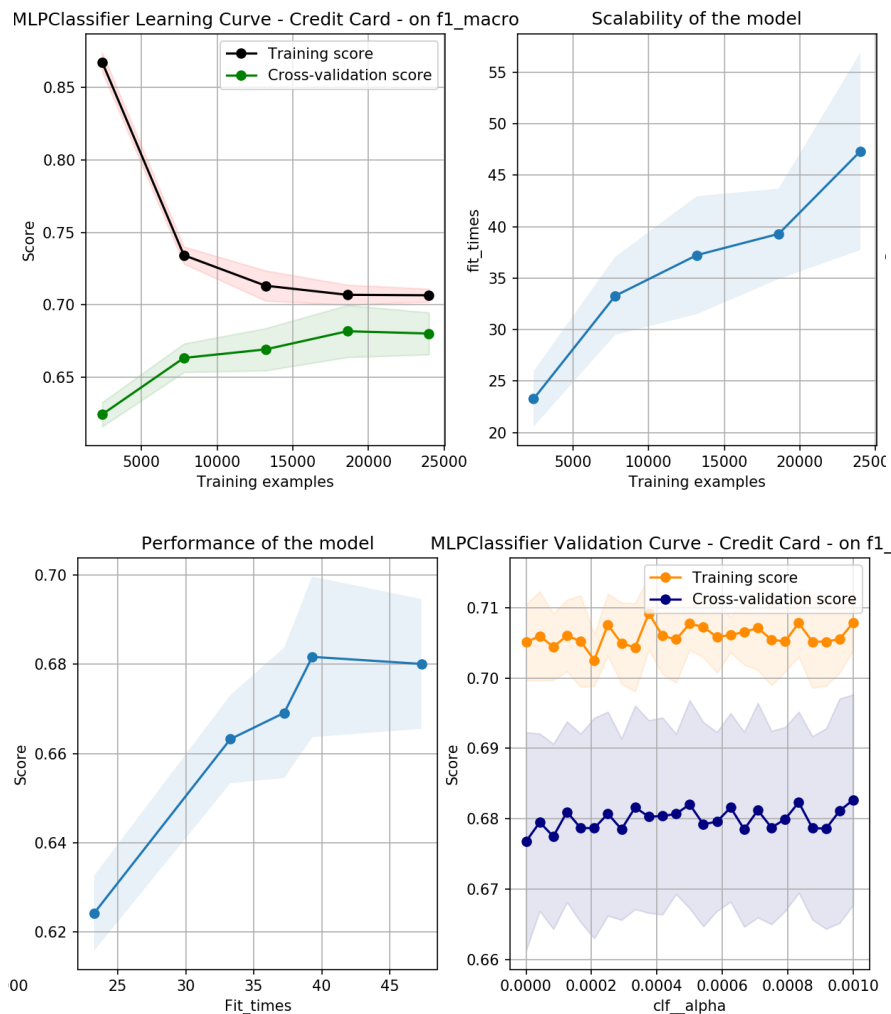 MLPClassifier Learning Curve - Credit Card - on f1_macro
Training score
Cross-validation score
0.85
0.80
0.75
0.70
0.65
Score
5000 10000 15000 20000 25000
Training examples
Scalability of the model
55
50
45
40
35
30
25
20
fit_times
5000 10000 15000 20000 250
Training examples
Performance of the model
0.70
0.68
0.66
0.64
0.62
Score
00
25 30 35 40 45
Fit_times
MLPClassifier Validation Curve - Credit Card - on f1_
Training score
Cross-validation score
0.71
0.70
0.69
0.68
0.67
0.66
Score
0.0000 0.0002 0.0004 0.0006 0.0008 0.0010
clf__alpha